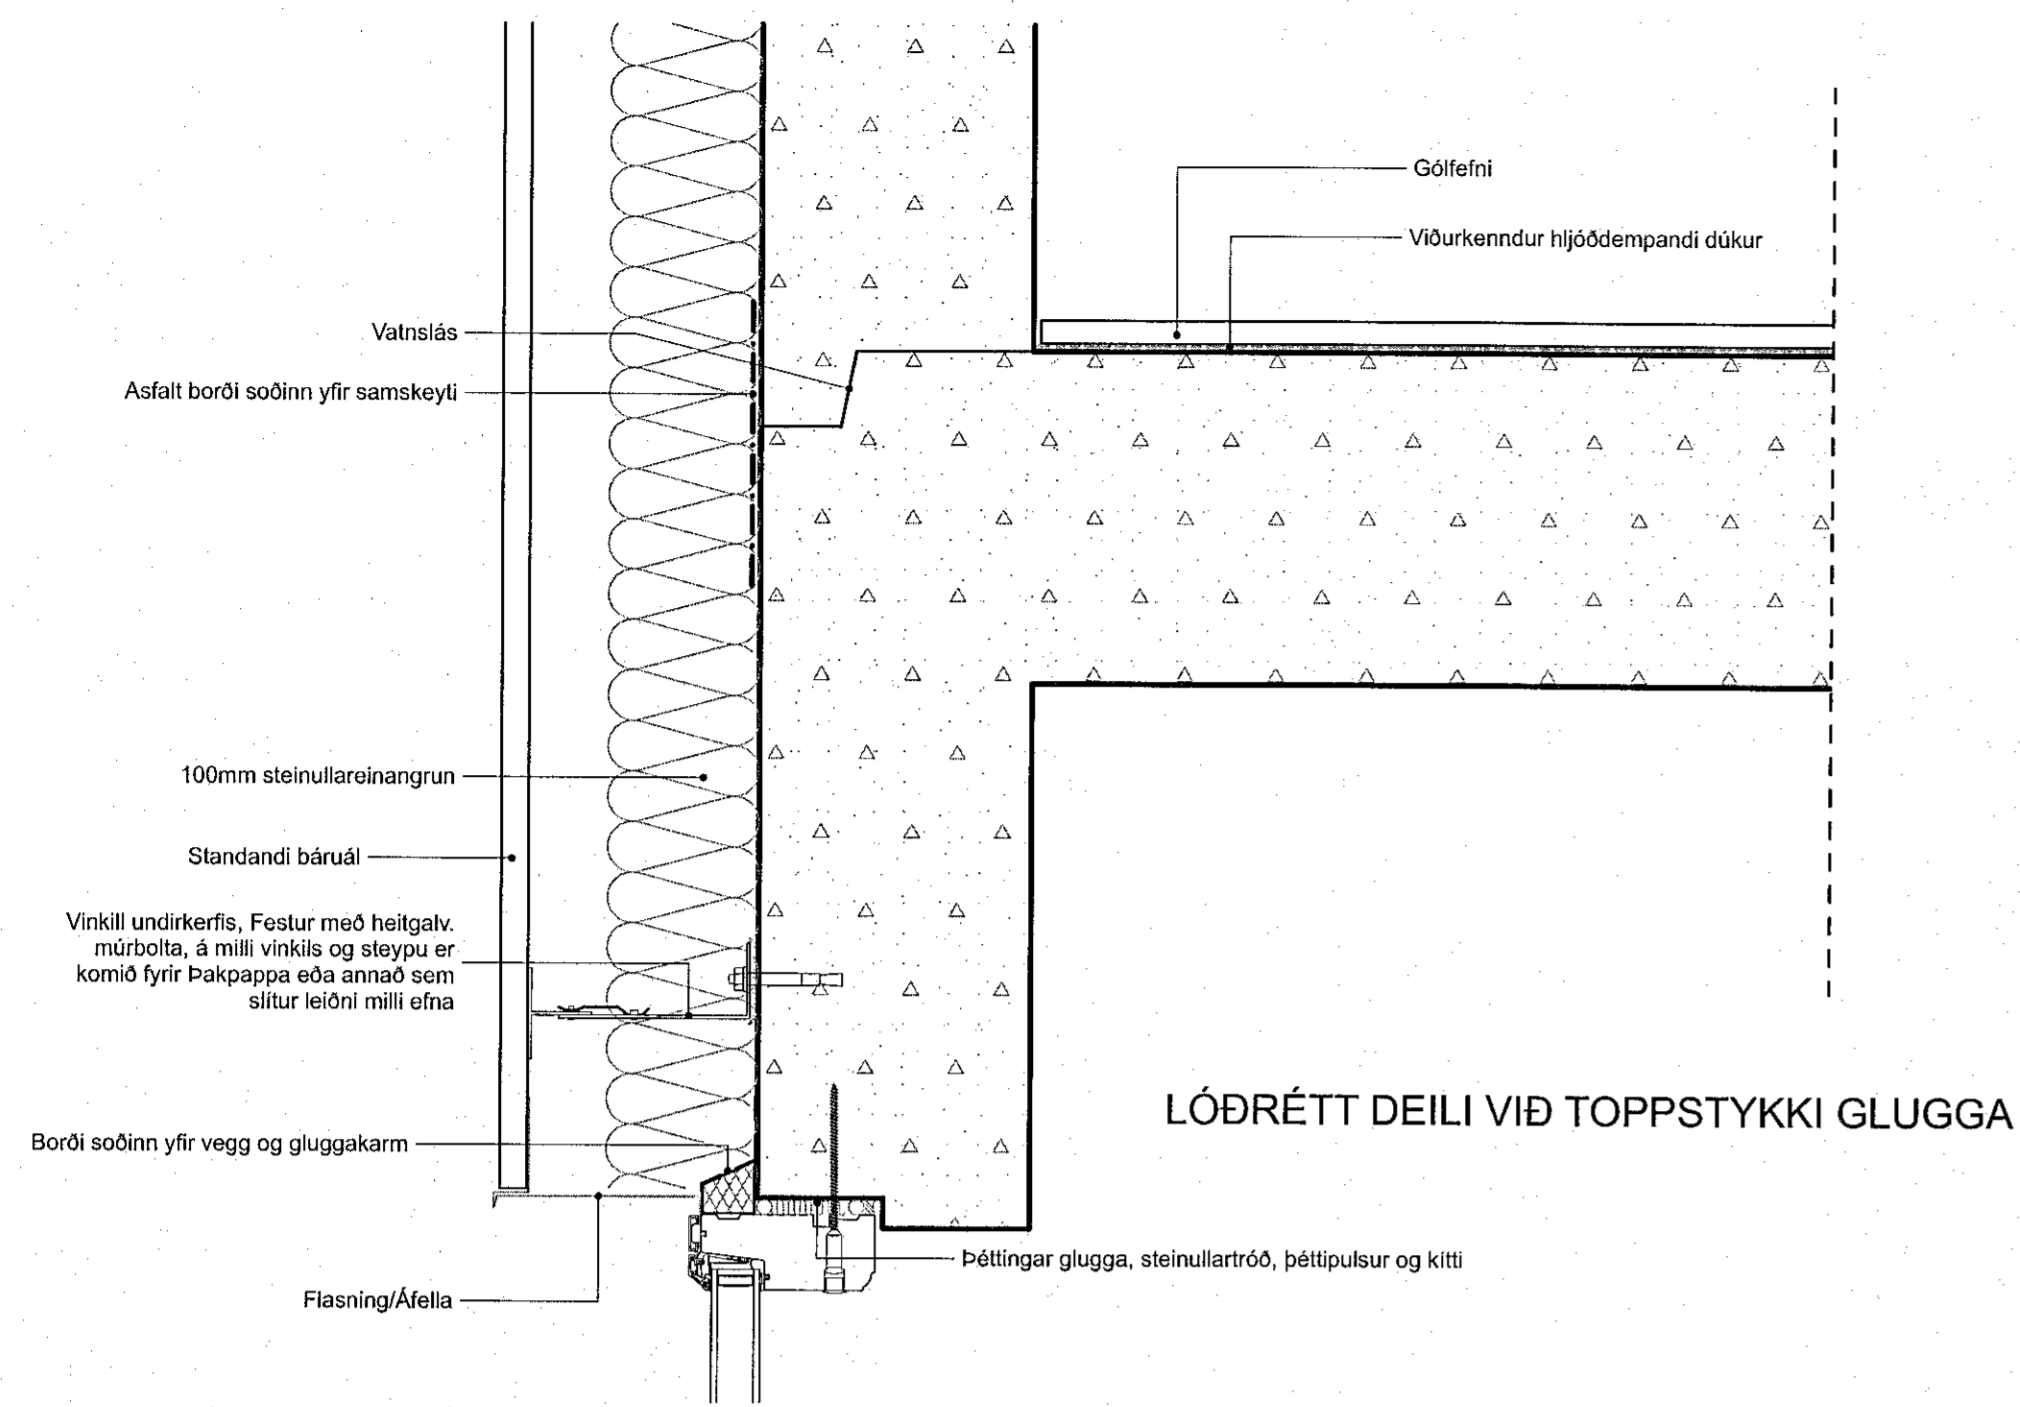 Gólfefni
Viðurkenndur hljóðdempandi dúkur
Vatnslás
Asfalt borði soðinn yfir samskeyti
100mm steinullareinangrun
Standandi báruál
Vinkill undirkerfis, Festur með heitgalv.
múrbolta, á milli vinkils og steypu er
komið fyrir Þakpappa eða annað sem
slítur leiðni milli efna
LÓÐRÉTT DEILI VIÐ TOPPSTYKKI GLUGGA
Borði soðinn yfir vegg og gluggakarm
Þéttingar glugga, steinullartróð, þéttipulsur og kítti
Flasning/Áfella